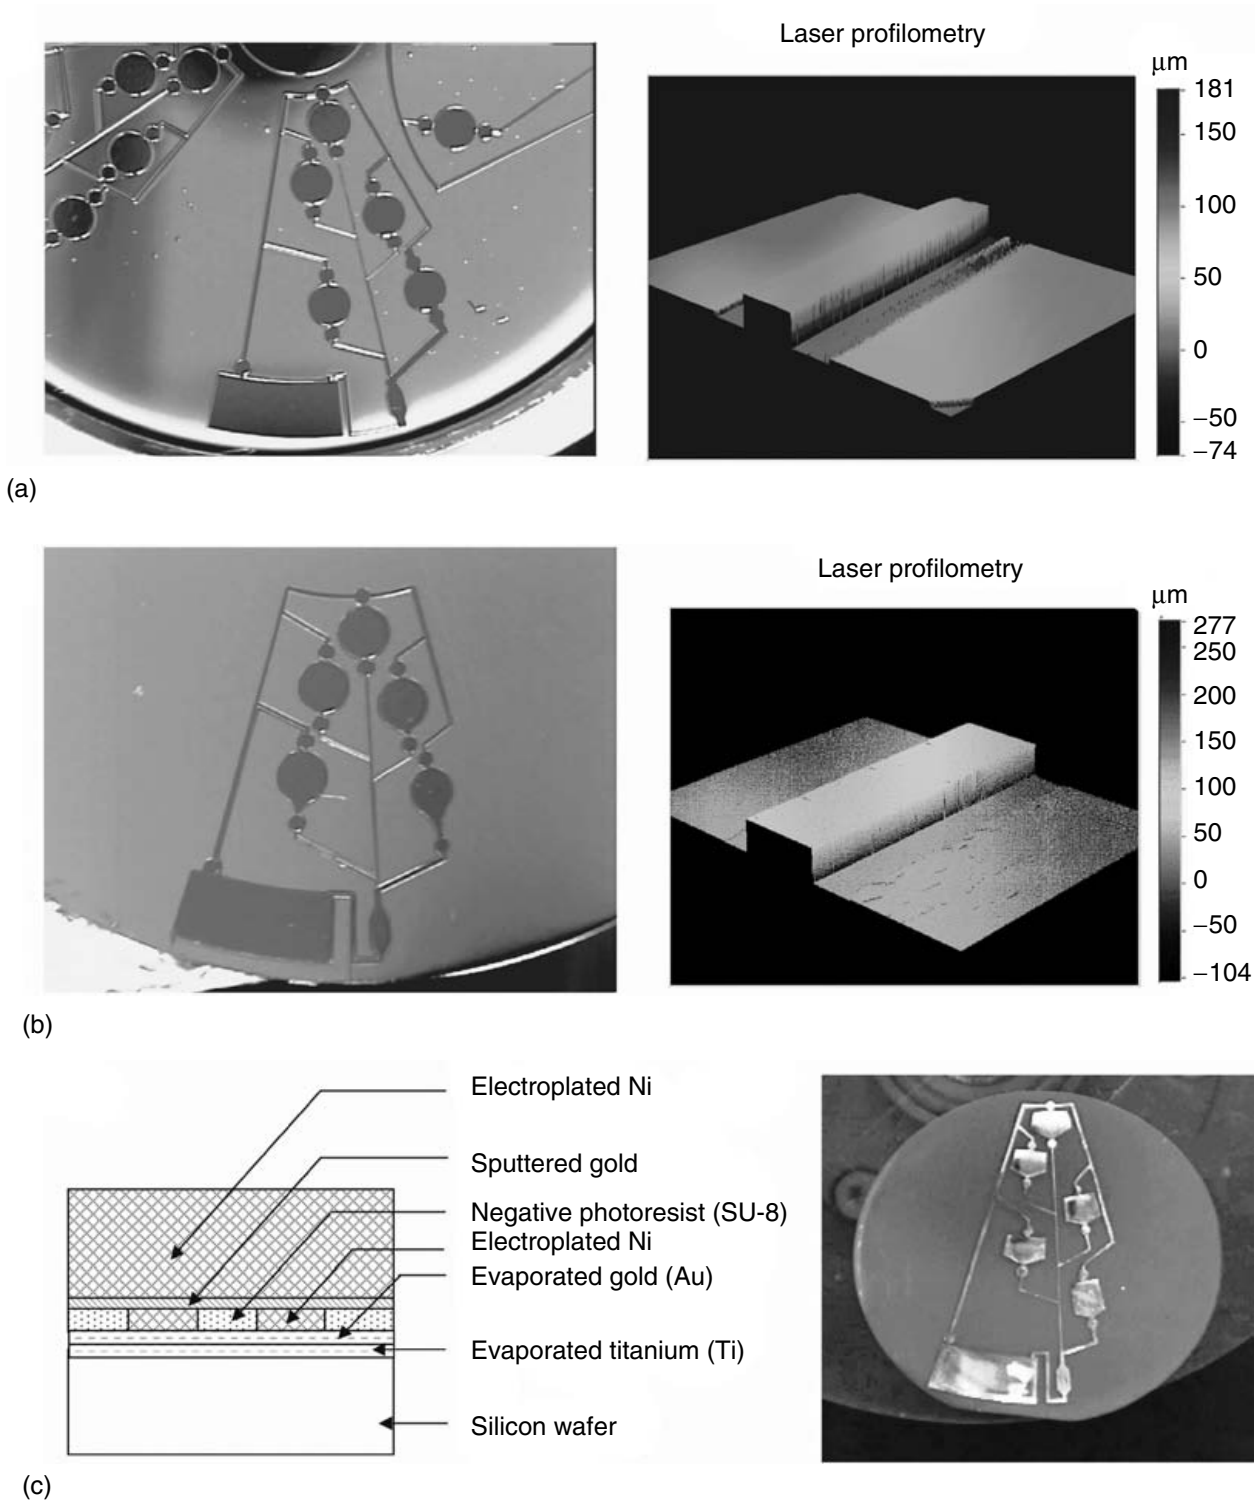 Laser profilometry
μm
181
150
100
50
0
−50
−74
(a)
Laser profilometry
μm
277
250
200
150
100
50
0
−50
−104
(b)
Electroplated Ni
Sputtered gold
Negative photoresist (SU-8)
Electroplated Ni
Evaporated gold (Au)
Evaporated titanium (Ti)
Silicon wafer
(c)